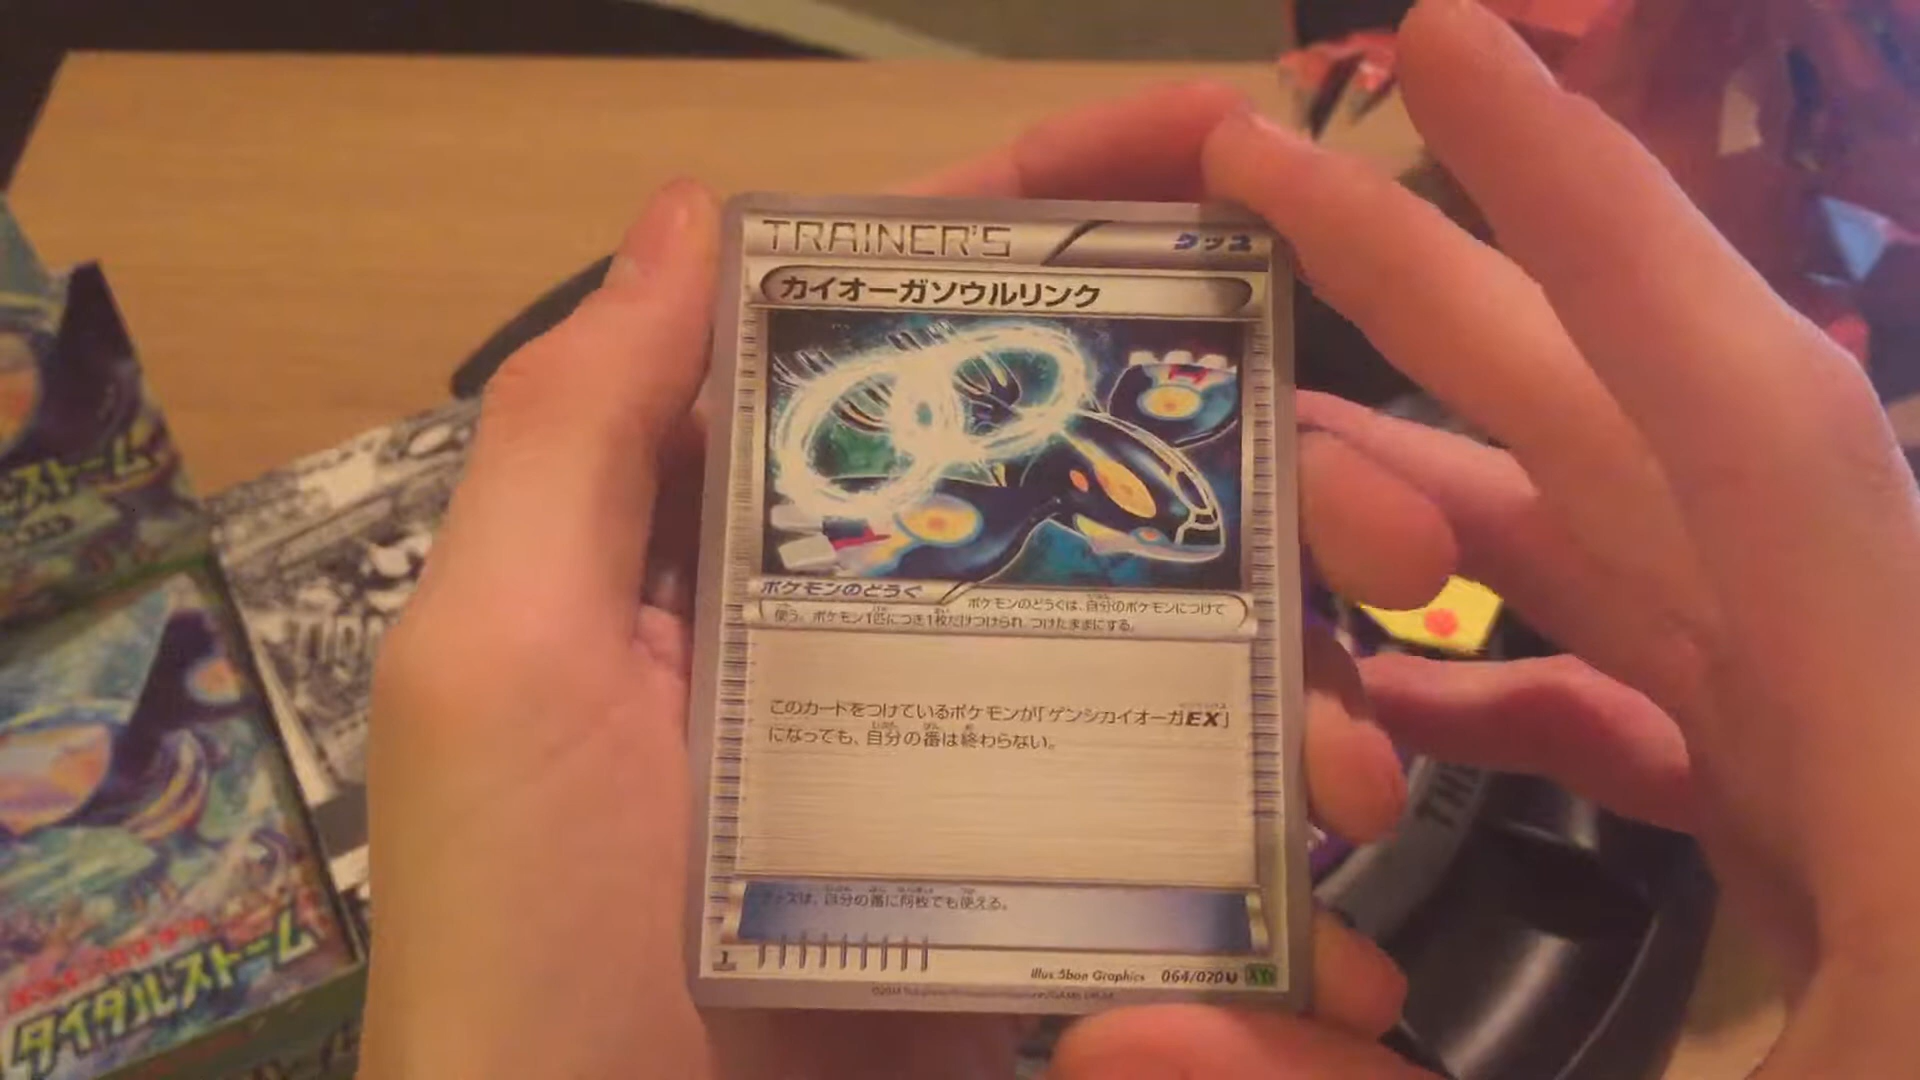 TRAINER'S
グッズ
カイオーガソウルリンク
ポケモンのどうぐ
ポケモンのどうぐは、自分のポケモンにつけて
使う。ポケモン1匹につき1枚だけつけられ、つけたままにする。
このカードをつけているポケモンが「ゲンシカイオーガEX」
になっても、自分の番は終わらない。
グッズは、自分の番に何枚でも使える。
Illus. 5ban Graphics
064/070 U
ストーム
タイダルストーム